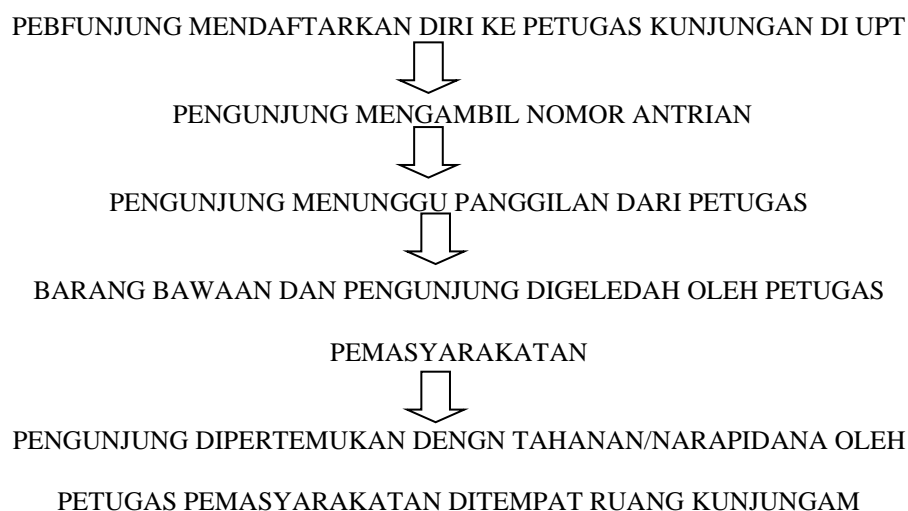 PEBFUNJUNG MENDAFTARKAN DIRI KE PETUGAS KUNJUNGAN DI UPT
PENGUNJUNG MENGAMBIL NOMOR ANTRIAN
PENGUNJUNG MENUNGGU PANGGILAN DARI PETUGAS
BARANG BAWAAN DAN PENGUNJUNG DIGELEDAH OLEH PETUGAS
PEMASYARAKATAN
PENGUNJUNG DIPERTEMUKAN DENGN TAHANAN/NARAPIDANA OLEH
PETUGAS PEMASYARAKATAN DITEMPAT RUANG KUNJUNGAM